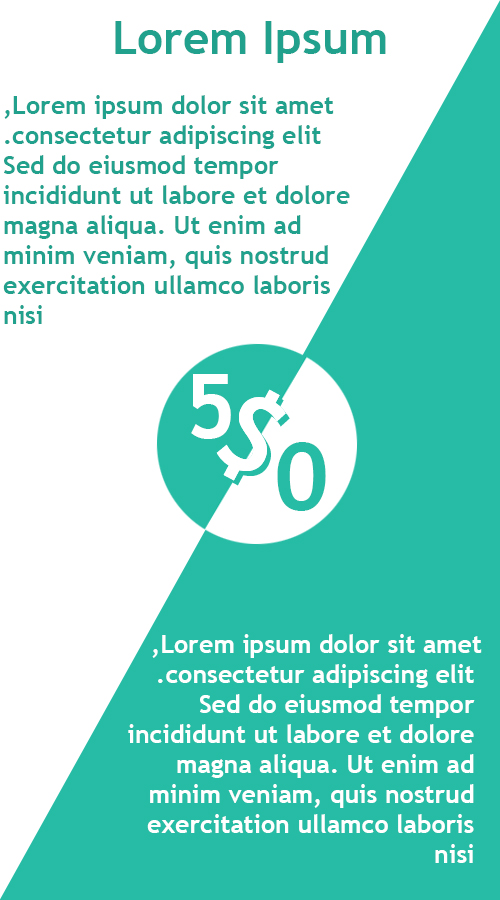 Lorem Ipsum
,Lorem ipsum dolor sit amet
.consectetur adipiscing elit
Sed do eiusmod tempor
incididunt ut labore et dolore
magna aliqua. Ut enim ad
minim veniam, quis nostrud
exercitation ullamco laboris
nisi
5$0
,Lorem ipsum dolor sit amet
.consectetur adipiscing elit
Sed do eiusmod tempor
incididunt ut labore et dolore
magna aliqua. Ut enim ad
minim veniam, quis nostrud
exercitation ullamco laboris
nisi